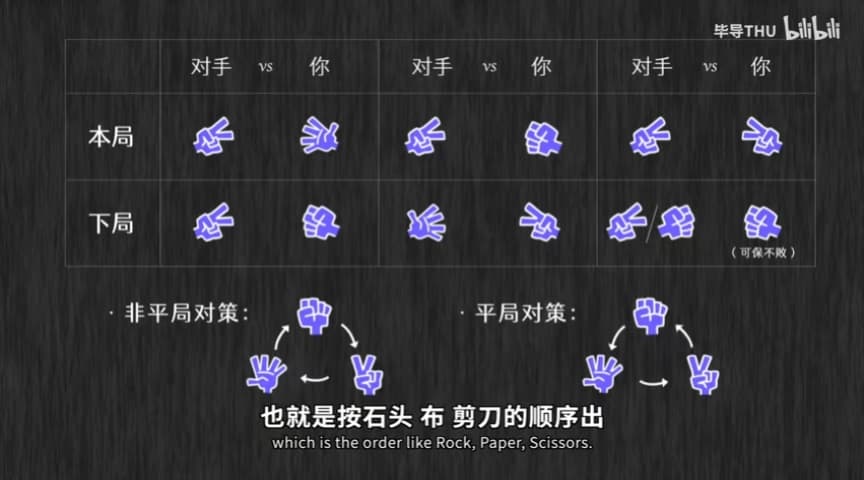 毕导THU bilibili
对手 vs 你 对手 vs 你 对手 vs 你
本局
下局
（可保不败）
· 非平局对策：
· 平局对策：
也就是按石头 布 剪刀的顺序出
which is the order like Rock, Paper, Scissors.